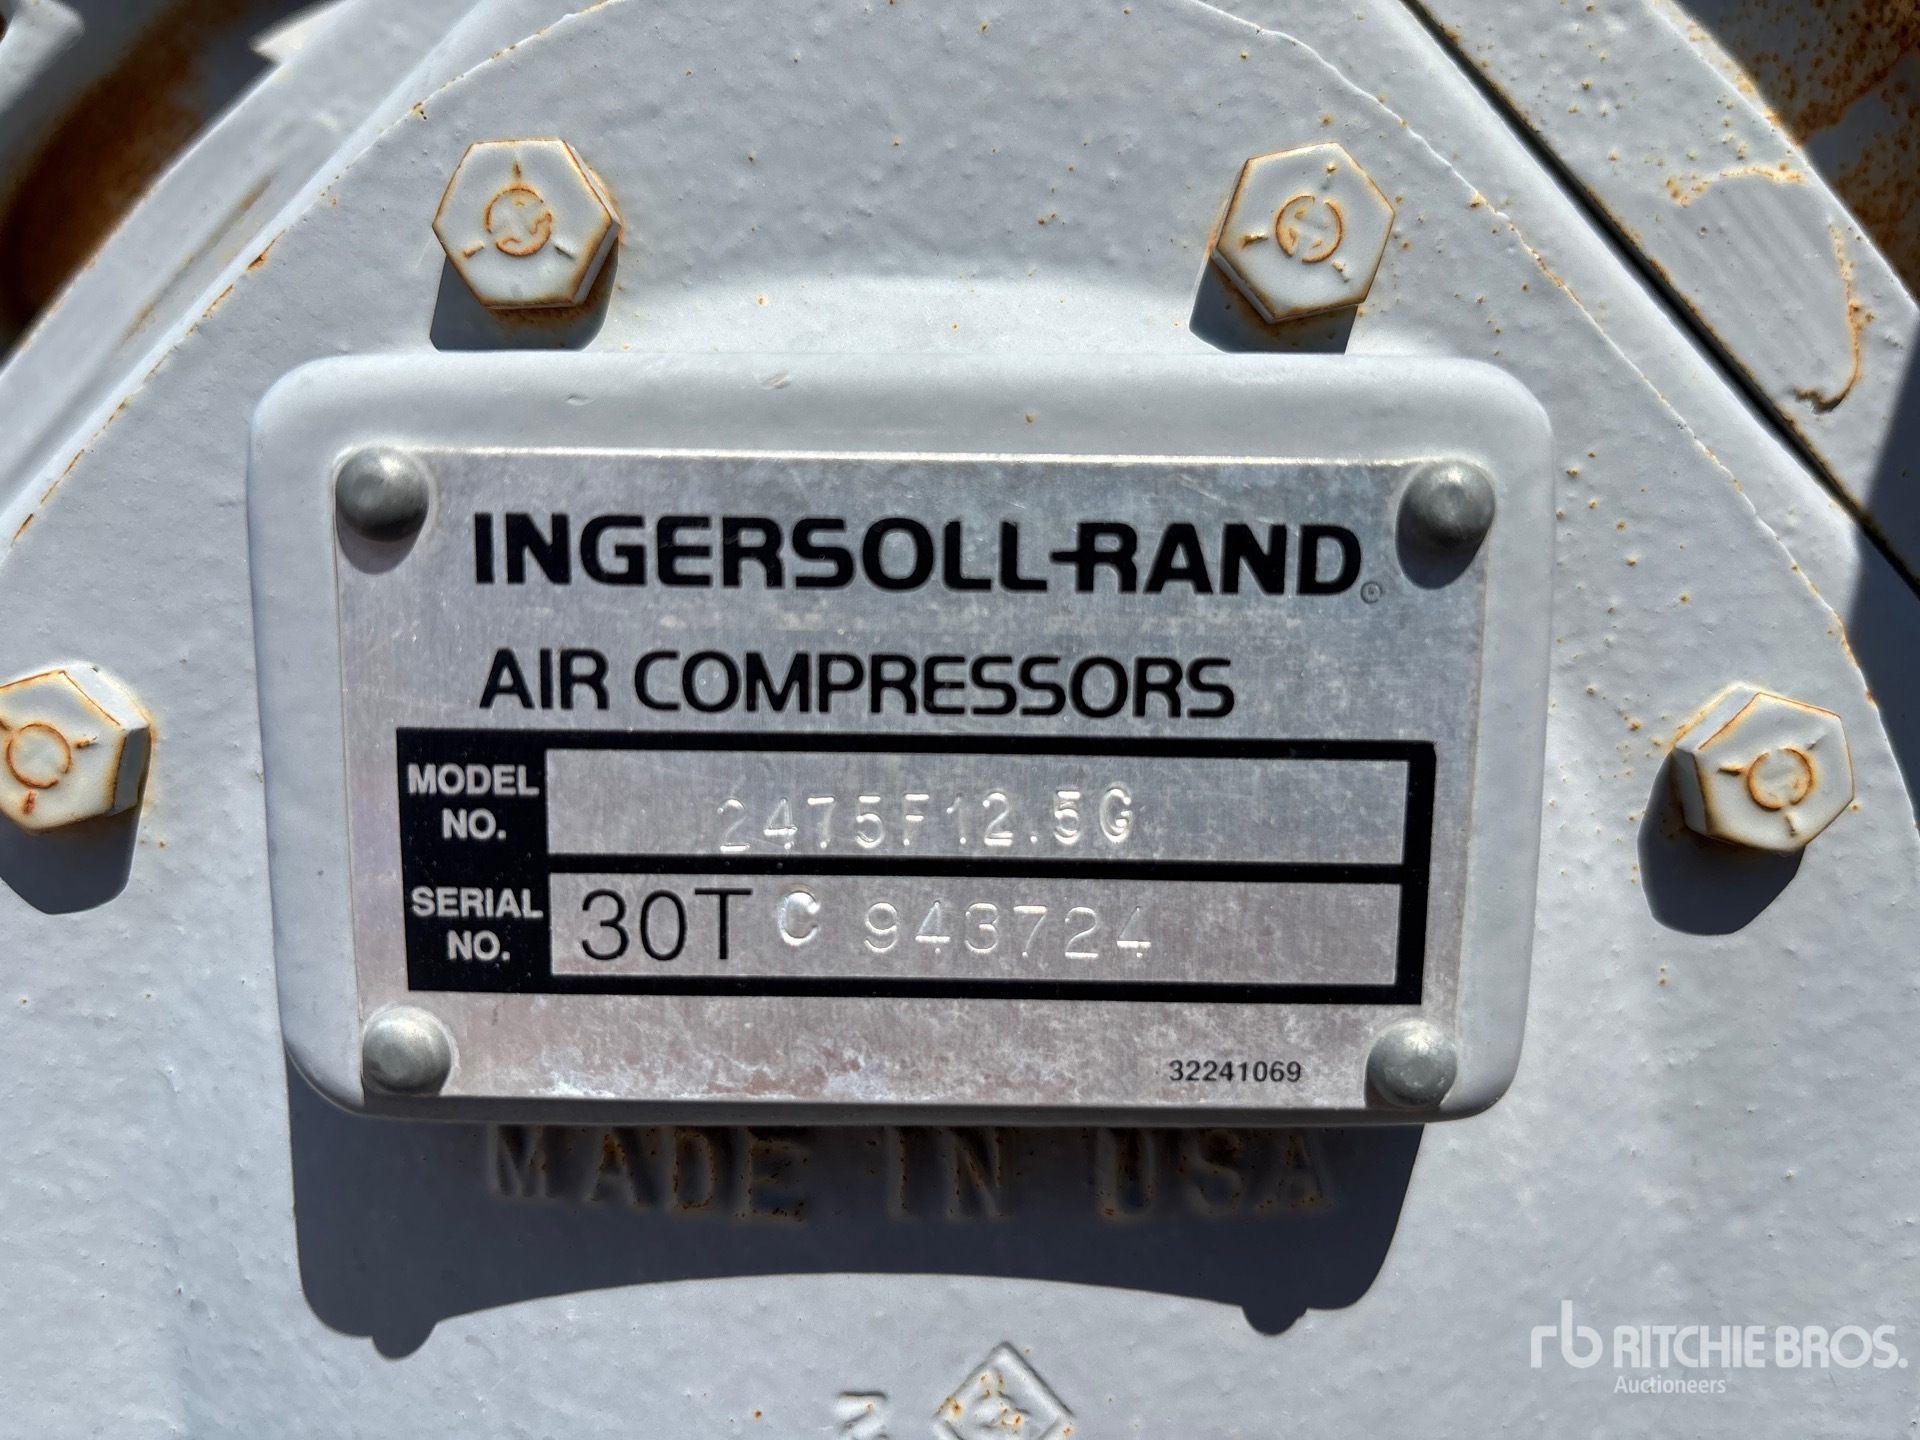 INGERSOLL-RAND®
AIR COMPRESSORS
MODEL NO. 2475F12.5G
SERIAL NO. 30T C 943724
32241069
MADE IN USA
rb RITCHIE BROS.
Auctioneers